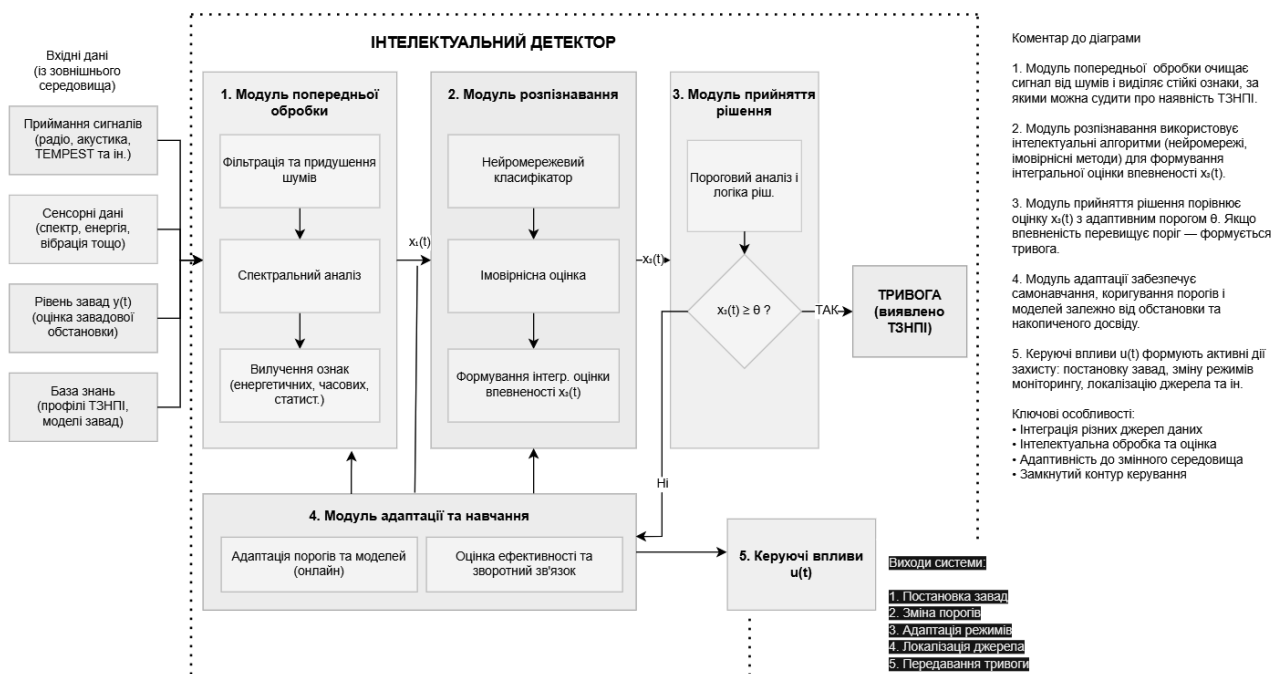 ІНТЕЛЕКТУАЛЬНИЙ ДЕТЕКТОР
Вхідні дані
(із зовнішнього
середовища)
Приймання сигналів
(радіо, акустика,
TEMPEST та ін.)
Сенсорні дані
(спектр, енергія,
вібрація тощо)
Рівень завад y(t)
(оцінка завадової
обстановки)
База знань
(профілі ТЗНПІ,
моделі завад)
1. Модуль попередньої
обробки
Фільтрація та придушення
шумів
Спектральний аналіз
Вилучення ознак
(енергетичних, часових,
статист.)
x₁(t)
2. Модуль розпізнавання
Нейромережевий
класифікатор
Імовірнісна оцінка
Формування інтегр. оцінки
впевненості x₂(t)
x₂(t)
3. Модуль прийняття
рішення
Пороговий аналіз і
логіка ріш.
x₂(t) ≥ θ ?
ТАК
Ні
ТРИВОГА
(виявлено
ТЗНПІ)
4. Модуль адаптації та навчання
Адаптація порогів та моделей
(онлайн)
Оцінка ефективності та
зворотний зв'язок
5. Керуючі впливи
u(t)
Виходи системи:
1. Постановка завад
2. Зміна порогів
3. Адаптація режимів
4. Локалізація джерела
5. Передавання тривоги
Коментар до діаграми
1. Модуль попередньої обробки очищає
сигнал від шумів і виділяє стійкі ознаки, за
якими можна судити про наявність ТЗНПІ.
2. Модуль розпізнавання використовує
інтелектуальні алгоритми (нейромережі,
імовірнісні методи) для формування
інтегральної оцінки впевненості x₂(t).
3. Модуль прийняття рішення порівнює
оцінку x₂(t) з адаптивним порогом θ. Якщо
впевненість перевищує поріг — формується
тривога.
4. Модуль адаптації забезпечує
самонавчання, коригування порогів і
моделей залежно від обстановки та
накопиченого досвіду.
5. Керуючі впливи u(t) формують активні дії
захисту: постановку завад, зміну режимів
моніторингу, локалізацію джерела та ін.
Ключові особливості:
• Інтеграція різних джерел даних
• Інтелектуальна обробка та оцінка
• Адаптивність до змінного середовища
• Замкнутий контур керування